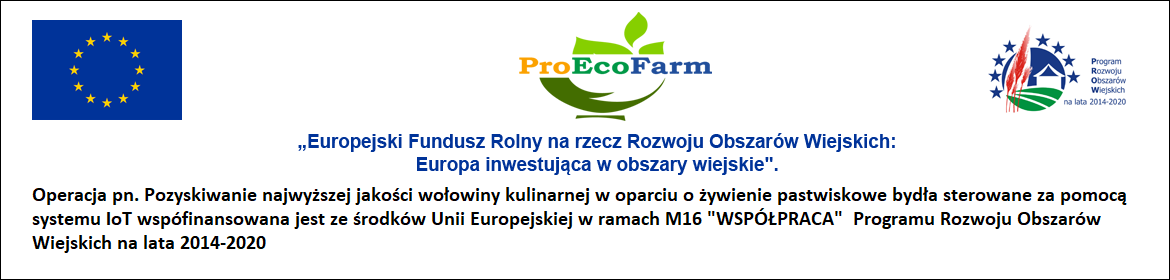 ProEcoFarm
Program
Rozwoju
Obszarów
Wiejskich
na lata 2014-2020
„Europejski Fundusz Rolny na rzecz Rozwoju Obszarów Wiejskich:
Europa inwestująca w obszary wiejskie".
Operacja pn. Pozyskiwanie najwyższej jakości wołowiny kulinarnej w oparciu o żywienie pastwiskowe bydła sterowane za pomocą
systemu IoT wspófinansowana jest ze środków Unii Europejskiej w ramach M16 "WSPÓŁPRACA"  Programu Rozwoju Obszarów
Wiejskich na lata 2014-2020